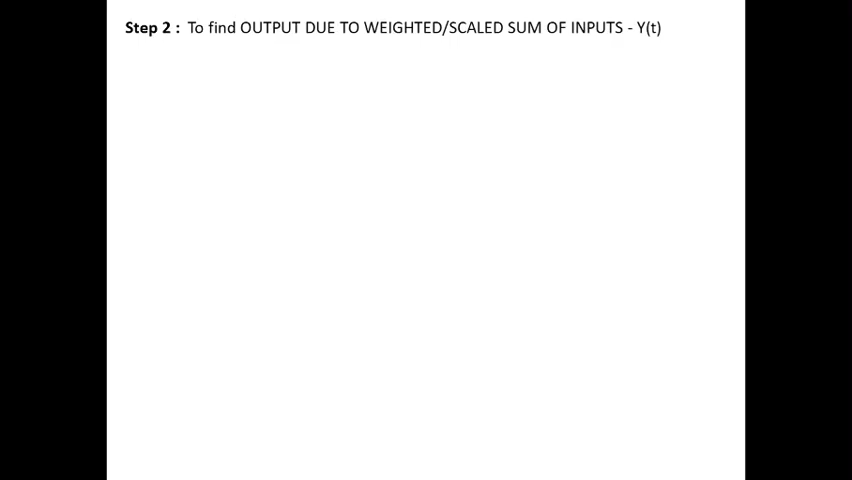 Step 2 : To find OUTPUT DUE TO WEIGHTED/SCALED SUM OF INPUTS - Y(t)